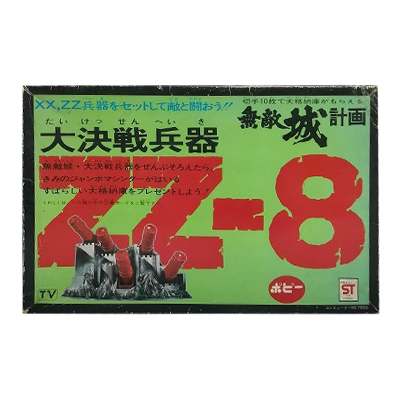 XX,ZZ兵器をセットして敵と闘おう!!
切手10枚で大格納庫がもらえる
無敵城計画
だいけっせんへいき
大決戦兵器
ZZ-8
無敵城・大決戦兵器をぜんぶそろえたら、
きみのジャンボマシンダーがはいる
すばらしい大格納庫をプレゼントしよう!
TV
ポピー
ST